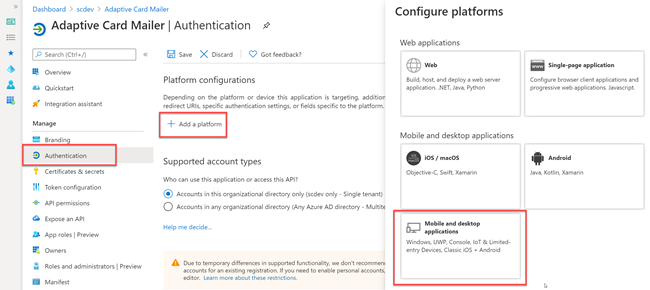 Dashboard > scdev > Adaptive Card Mailer
Adaptive Card Mailer | Authentication
Search (Ctrl+/)
Overview
Quickstart
Integration assistant
Manage
Branding
Authentication
Certificates & secrets
Token configuration
API permissions
Expose an API
App roles | Preview
Owners
Roles and administrators | Preview
Manifest
Save
Discard
Got feedback?
Platform configurations
Depending on the platform or device this application is targeting, addition
redirect URIs, specific authentication settings, or fields specific to the platform.
+ Add a platform
Supported account types
Who can use this application or access this API?
Accounts in this organizational directory only (scdev only - Single tenant)
Accounts in any organizational directory (Any Azure AD directory - Multite
Help me decide...
Due to temporary differences in supported functionality, we don't recommen
accounts for an existing registration. If you need to enable personal accounts,
editor. Learn more about these restrictions.
Configure platforms
Web applications
Web
Build, host, and deploy a web server
application. .NET, Java, Python
Single-page application
Configure browser client applications and
progressive web applications. Javascript.
Mobile and desktop applications
iOS / macOS
Objective-C, Swift, Xamarin
Android
Java, Kotlin, Xamarin
Mobile and desktop
applications
Windows, UWP, Console, IoT & Limited-
entry Devices, Classic iOS + Android